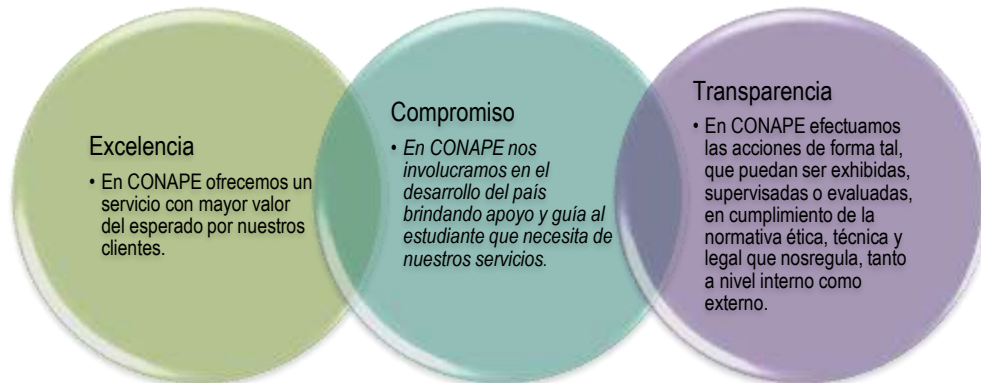 Excelencia
• En CONAPE ofrecemos un
servicio con mayor valor
del esperado por nuestros
clientes.
Compromiso
• En CONAPE nos
involucramos en el
desarrollo del país
brindando apoyo y guía al
estudiante que necesita de
nuestros servicios.
Transparencia
• En CONAPE efectuamos
las acciones de forma tal,
que puedan ser exhibidas,
supervisadas o evaluadas,
en cumplimiento de la
normativa ética, técnica y
legal que nosregula, tanto
a nivel interno como
externo.